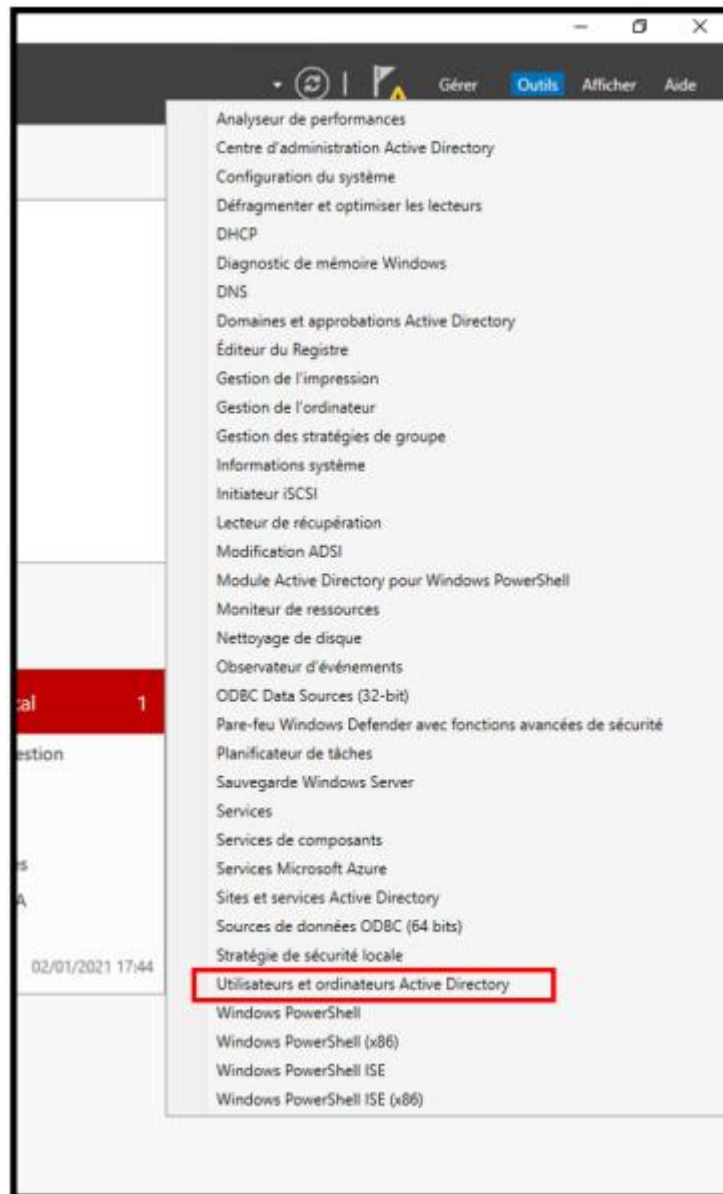 Gérer Outils Afficher Aide
Analyseur de performances
Centre d'administration Active Directory
Configuration du système
Défragmenter et optimiser les lecteurs
DHCP
Diagnostic de mémoire Windows
DNS
Domaines et approbations Active Directory
Éditeur du Registre
Gestion de l'impression
Gestion de l'ordinateur
Gestion des stratégies de groupe
Informations système
Initiateur iSCSI
Lecteur de récupération
Modification ADSI
Module Active Directory pour Windows PowerShell
Moniteur de ressources
Nettoyage de disque
Observateur d'événements
ODBC Data Sources (32-bit)
Pare-feu Windows Defender avec fonctions avancées de sécurité
Planificateur de tâches
Sauvegarde Windows Server
Services
Services de composants
Services Microsoft Azure
Sites et services Active Directory
Sources de données ODBC (64 bits)
Stratégie de sécurité locale
Utilisateurs et ordinateurs Active Directory
Windows PowerShell
Windows PowerShell (x86)
Windows PowerShell ISE
Windows PowerShell ISE (x86)
cal 1
estion
es
A
02/01/2021 17:44